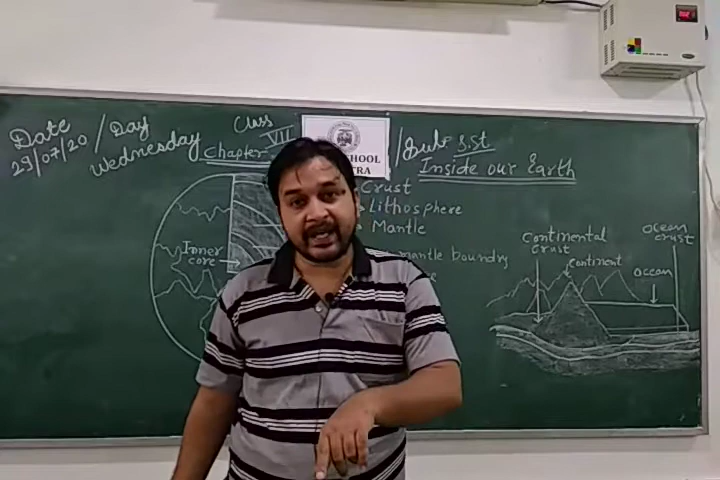 Date
29/07/20
/ Day
Wednesday
Class
VII
Chapter
SCHOOL
TRA
/ Sub S.St
Inside our Earth
Crust
Lithosphere
Mantle
mantle boundry
Inner
core
Continental
crust
Continent
Ocean
crust
Ocean